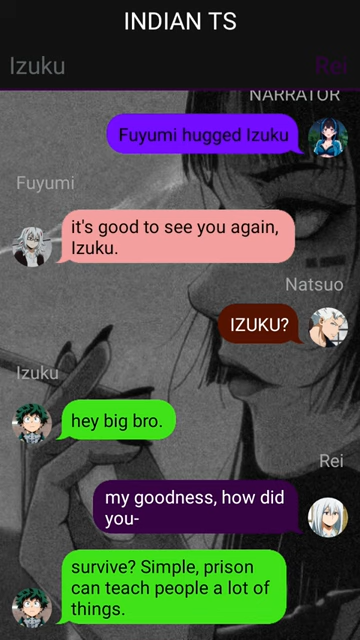 INDIAN TS
Izuku
Rei
NARRATOR
Fuyumi hugged Izuku
Fuyumi
it's good to see you again,
Izuku.
Natsuo
IZUKU?
Izuku
hey big bro.
Rei
my goodness, how did
you-
survive? Simple, prison
can teach people a lot of
things.